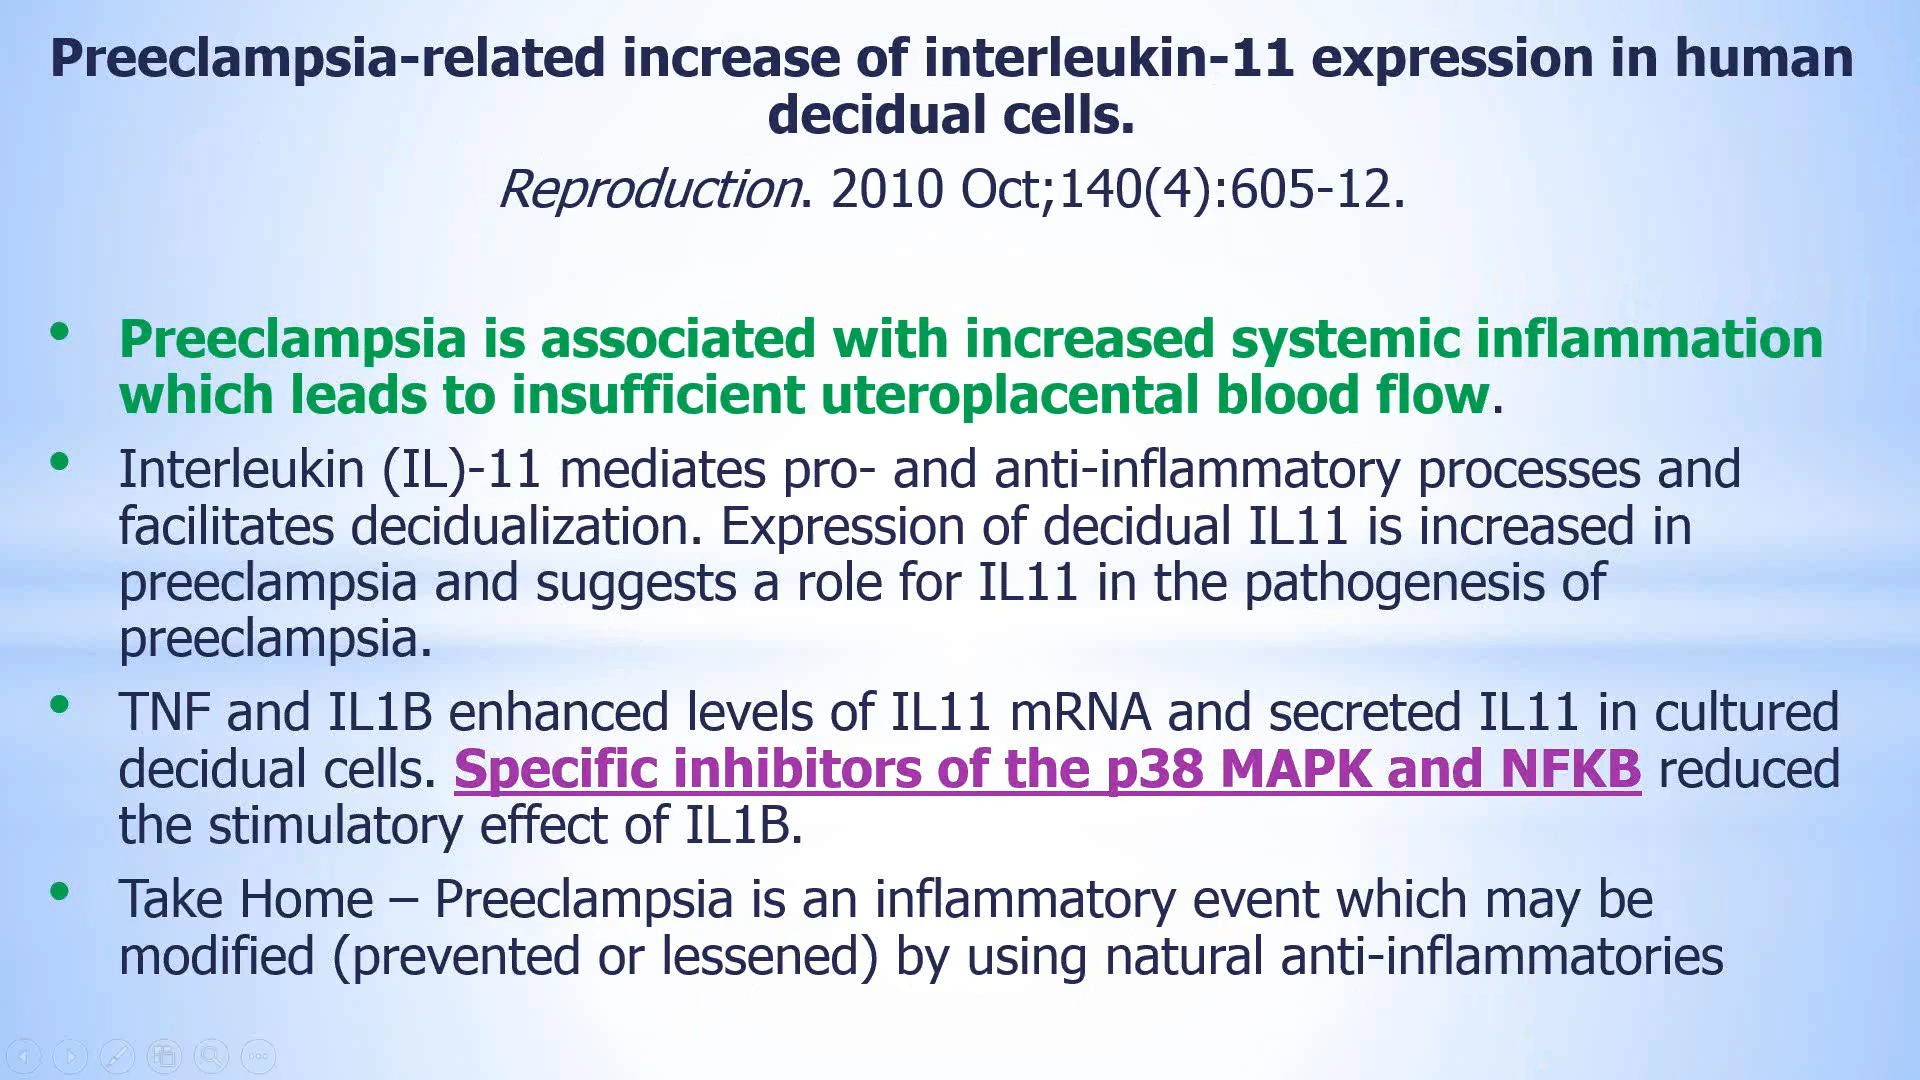 Preeclampsia-related increase of interleukin-11 expression in human
decidual cells.
Reproduction. 2010 Oct;140(4):605-12.
• Preeclampsia is associated with increased systemic inflammation
which leads to insufficient uteroplacental blood flow.
• Interleukin (IL)-11 mediates pro- and anti-inflammatory processes and
facilitates decidualization. Expression of decidual IL11 is increased in
preeclampsia and suggests a role for IL11 in the pathogenesis of
preeclampsia.
• TNF and IL1B enhanced levels of IL11 mRNA and secreted IL11 in cultured
decidual cells. Specific inhibitors of the p38 MAPK and NFKB reduced
the stimulatory effect of IL1B.
• Take Home – Preeclampsia is an inflammatory event which may be
modified (prevented or lessened) by using natural anti-inflammatories